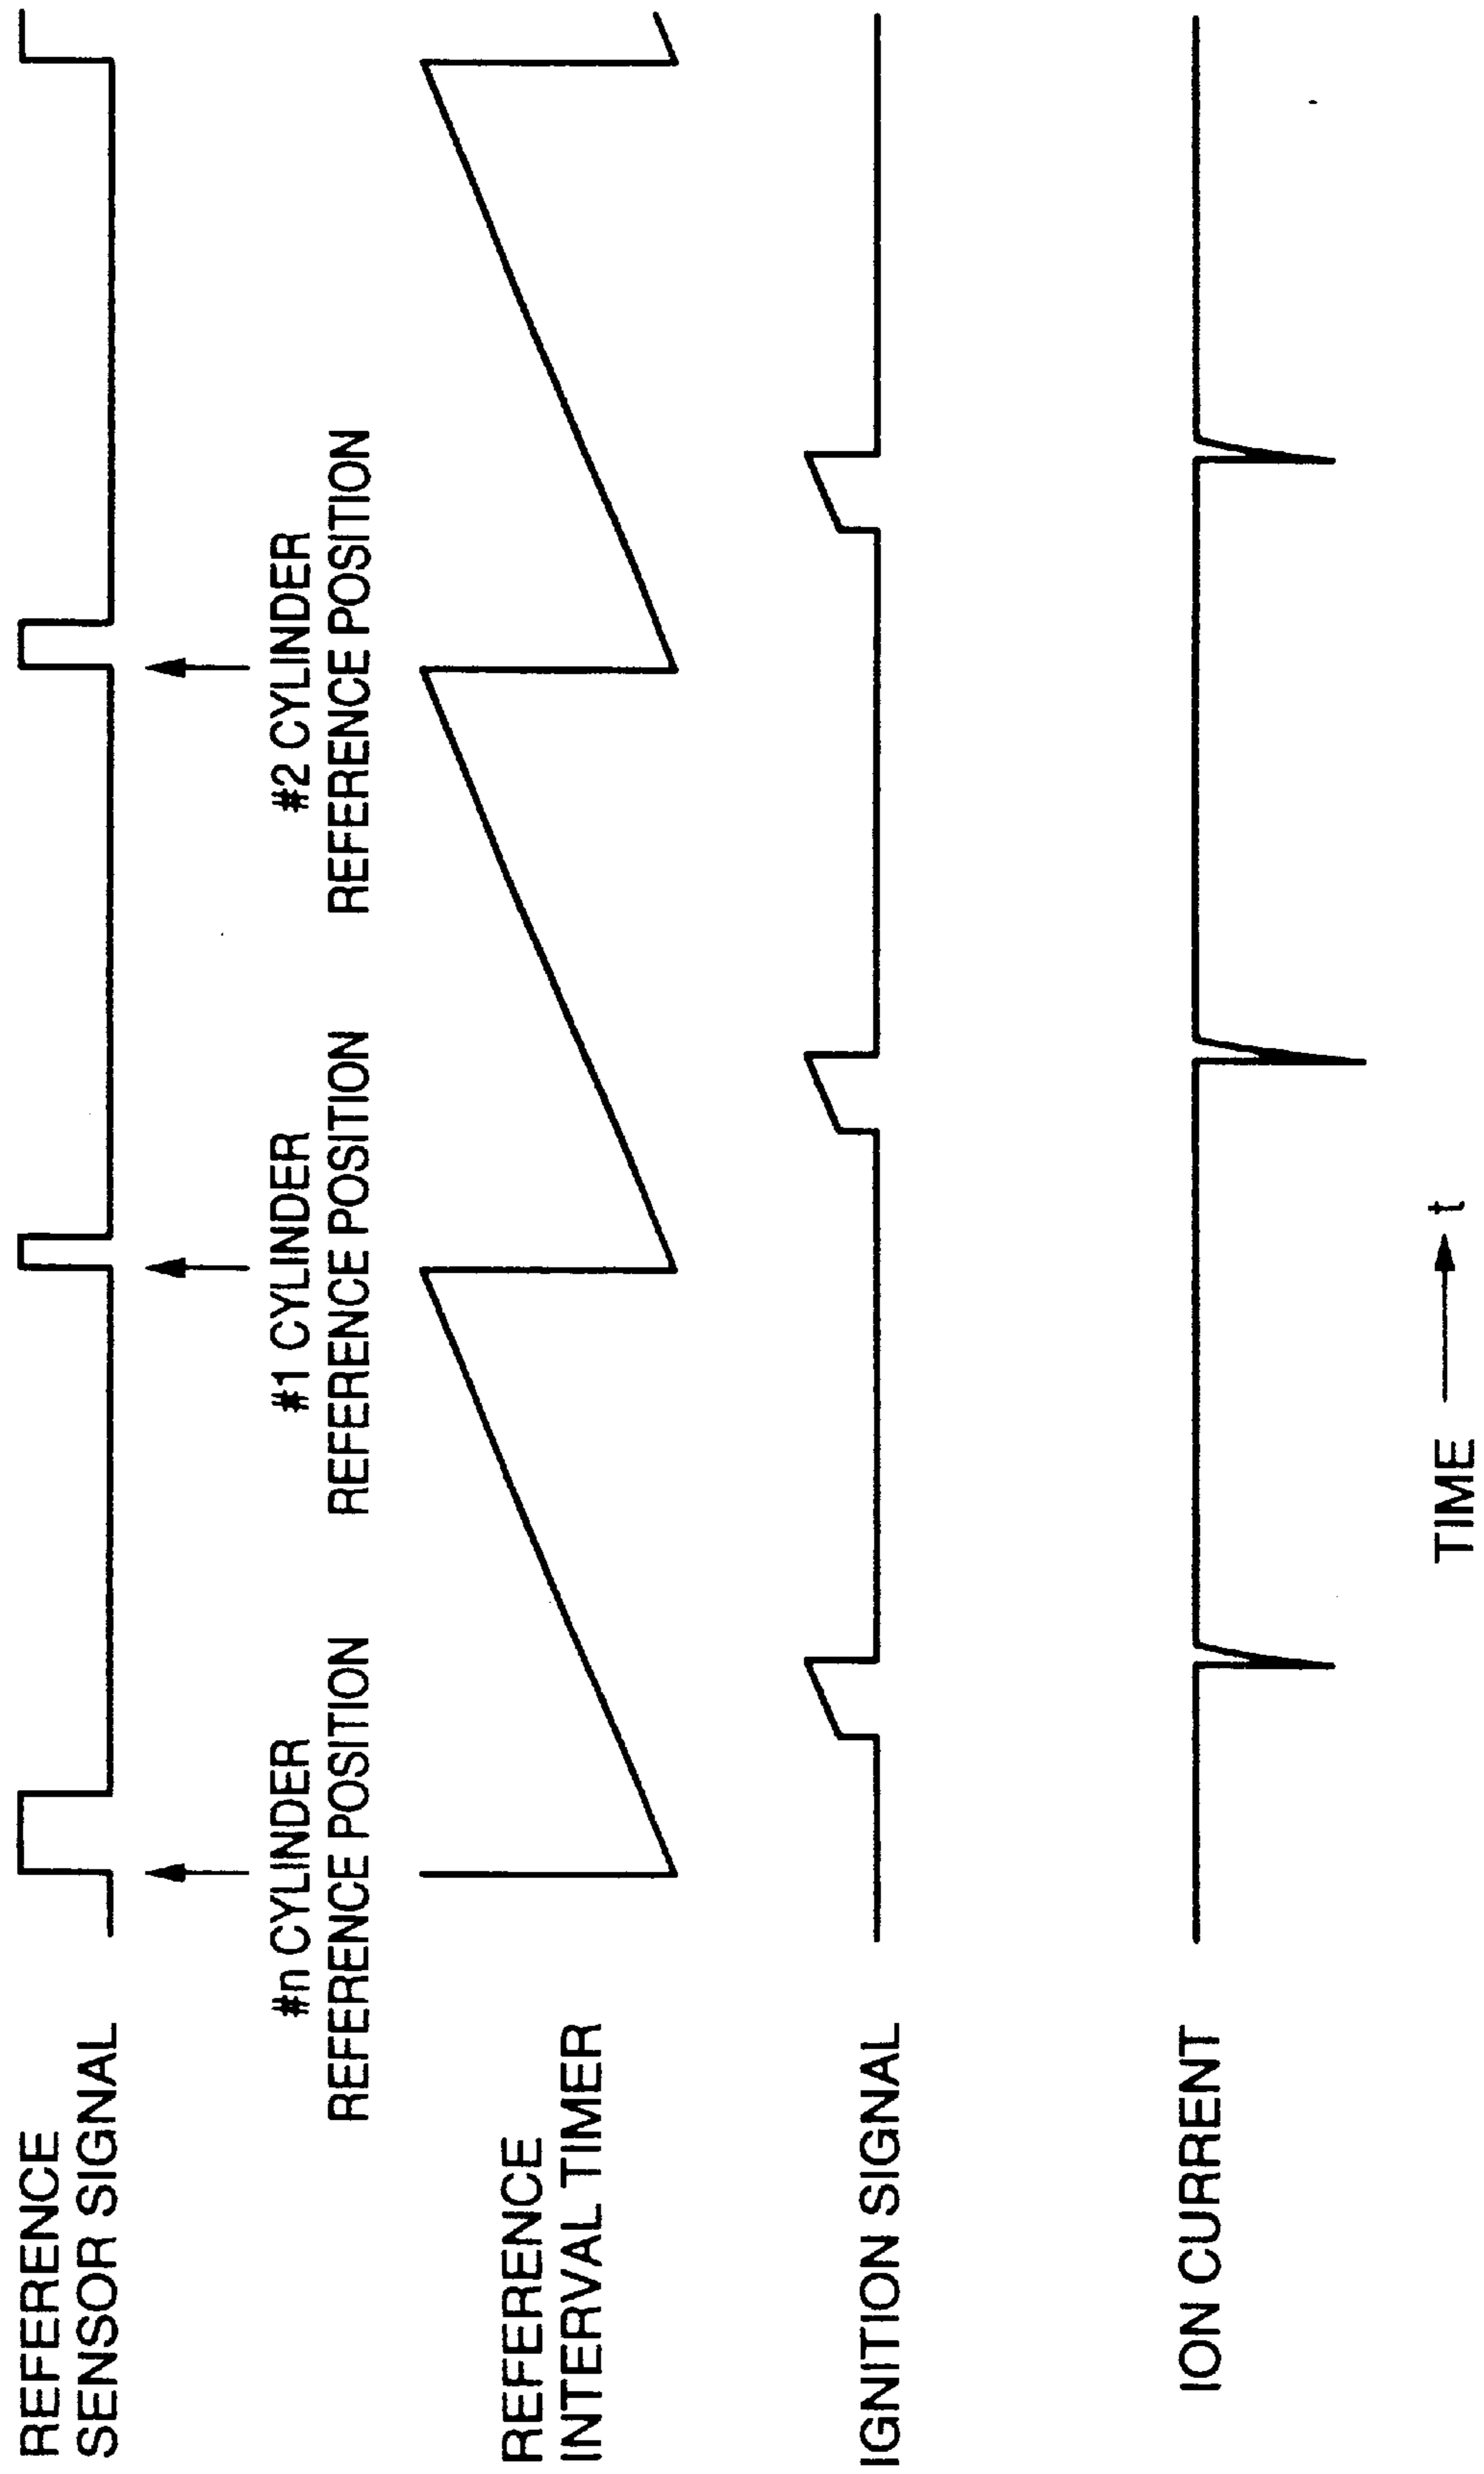 REFERENCE
SENSOR SIGNAL
#n CYLINDER
REFERENCE POSITION
#1 CYLINDER
REFERENCE POSITION
#2 CYLINDER
REFERENCE POSITION
REFERENCE
INTERVAL TIMER
IGNITION SIGNAL
ION CURRENT
TIME t